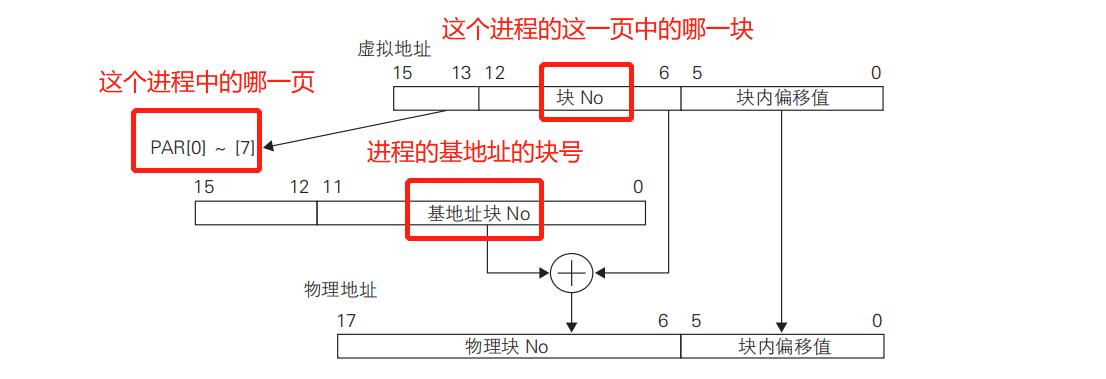 这个进程的这一页中的哪一块
虚拟地址
15 13 12 6 5 0
这个进程中的哪一页
块 No 块内偏移值
PAR[0] ~ [7]
进程的基地址的块号
15 12 11 0
基地址块 No
物理地址
17 6 5 0
物理块 No 块内偏移值